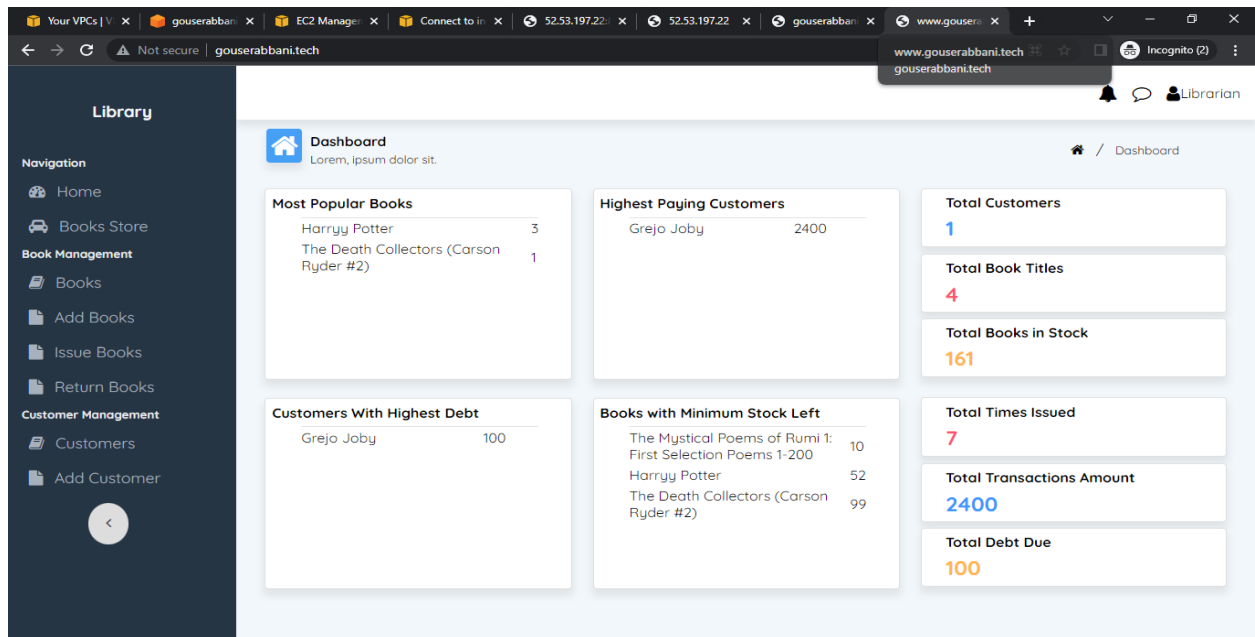 Your VPCs | V
gouserabbani
EC2 Managem
Connect to in
52.53.197.22:
52.53.197.22
gouserabbani
www.gousera
Not secure | gouserabbani.tech
Incognito (2)
www.gouserabbani.tech
gouserabbani.tech
Librarian
Library
Navigation
Home
Books Store
Book Management
Books
Add Books
Issue Books
Return Books
Customer Management
Customers
Add Customer
Dashboard
Lorem, ipsum dolor sit.
/ Dashboard
Most Popular Books
Harryy Potter 3
The Death Collectors (Carson
Ryder #2) 1
Highest Paying Customers
Grejo Joby 2400
Total Customers
1
Total Book Titles
4
Total Books in Stock
161
Customers With Highest Debt
Grejo Joby 100
Books with Minimum Stock Left
The Mystical Poems of Rumi 1:
First Selection Poems 1-200 10
Harryy Potter 52
The Death Collectors (Carson
Ryder #2) 99
Total Times Issued
7
Total Transactions Amount
2400
Total Debt Due
100